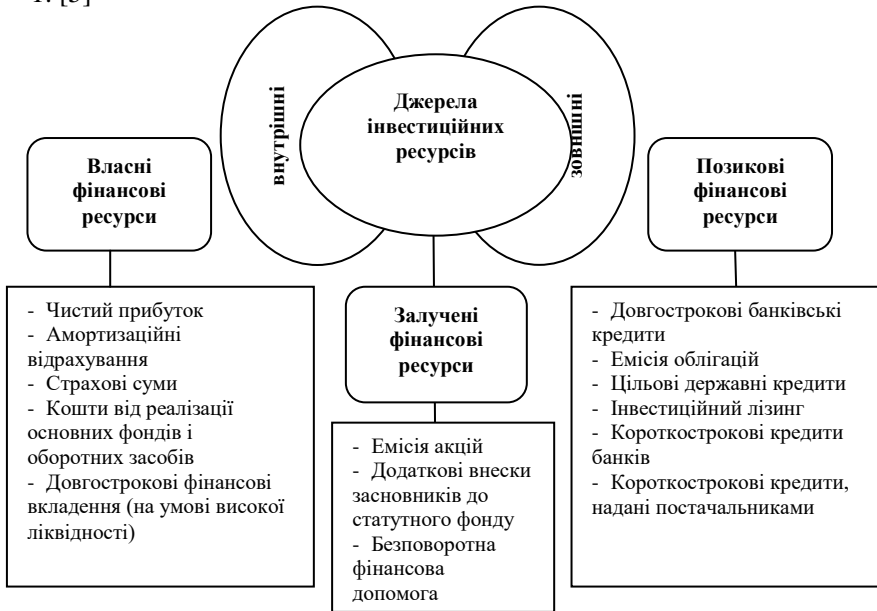 1. [5]
Джерела
інвестиційних
ресурсів
внутрішні
зовнішні
Власні
фінансові
ресурси
- Чистий прибуток
- Амортизаційні
відрахування
- Страхові суми
- Кошти від реалізації
основних фондів і
оборотних засобів
- Довгострокові фінансові
вкладення (на умові високої
ліквідності)
Залучені
фінансові
ресурси
- Емісія акцій
- Додаткові внески
засновників до
статутного фонду
- Безповоротна
фінансова
допомога
Позикові
фінансові
ресурси
- Довгострокові банківські
кредити
- Емісія облігацій
- Цільові державні кредити
- Інвестиційний лізинг
- Короткострокові кредити
банків
- Короткострокові кредити,
надані постачальниками